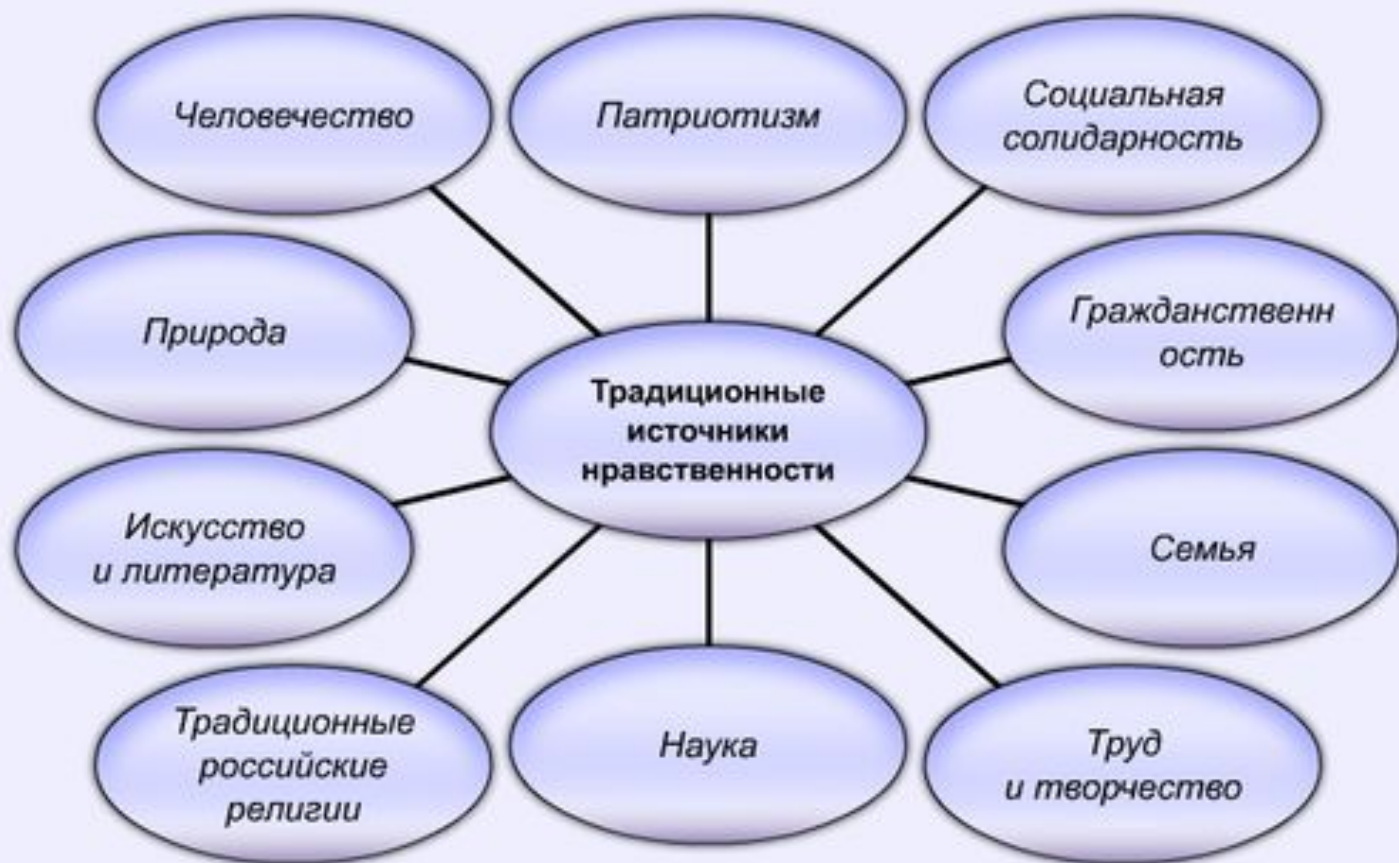 Человечество
Патриотизм
Социальная
солидарность
Природа
Гражданственн
ость
Традиционные
источники
нравственности
Искусство
и литература
Семья
Традиционные
российские
религии
Наука
Труд
и творчество